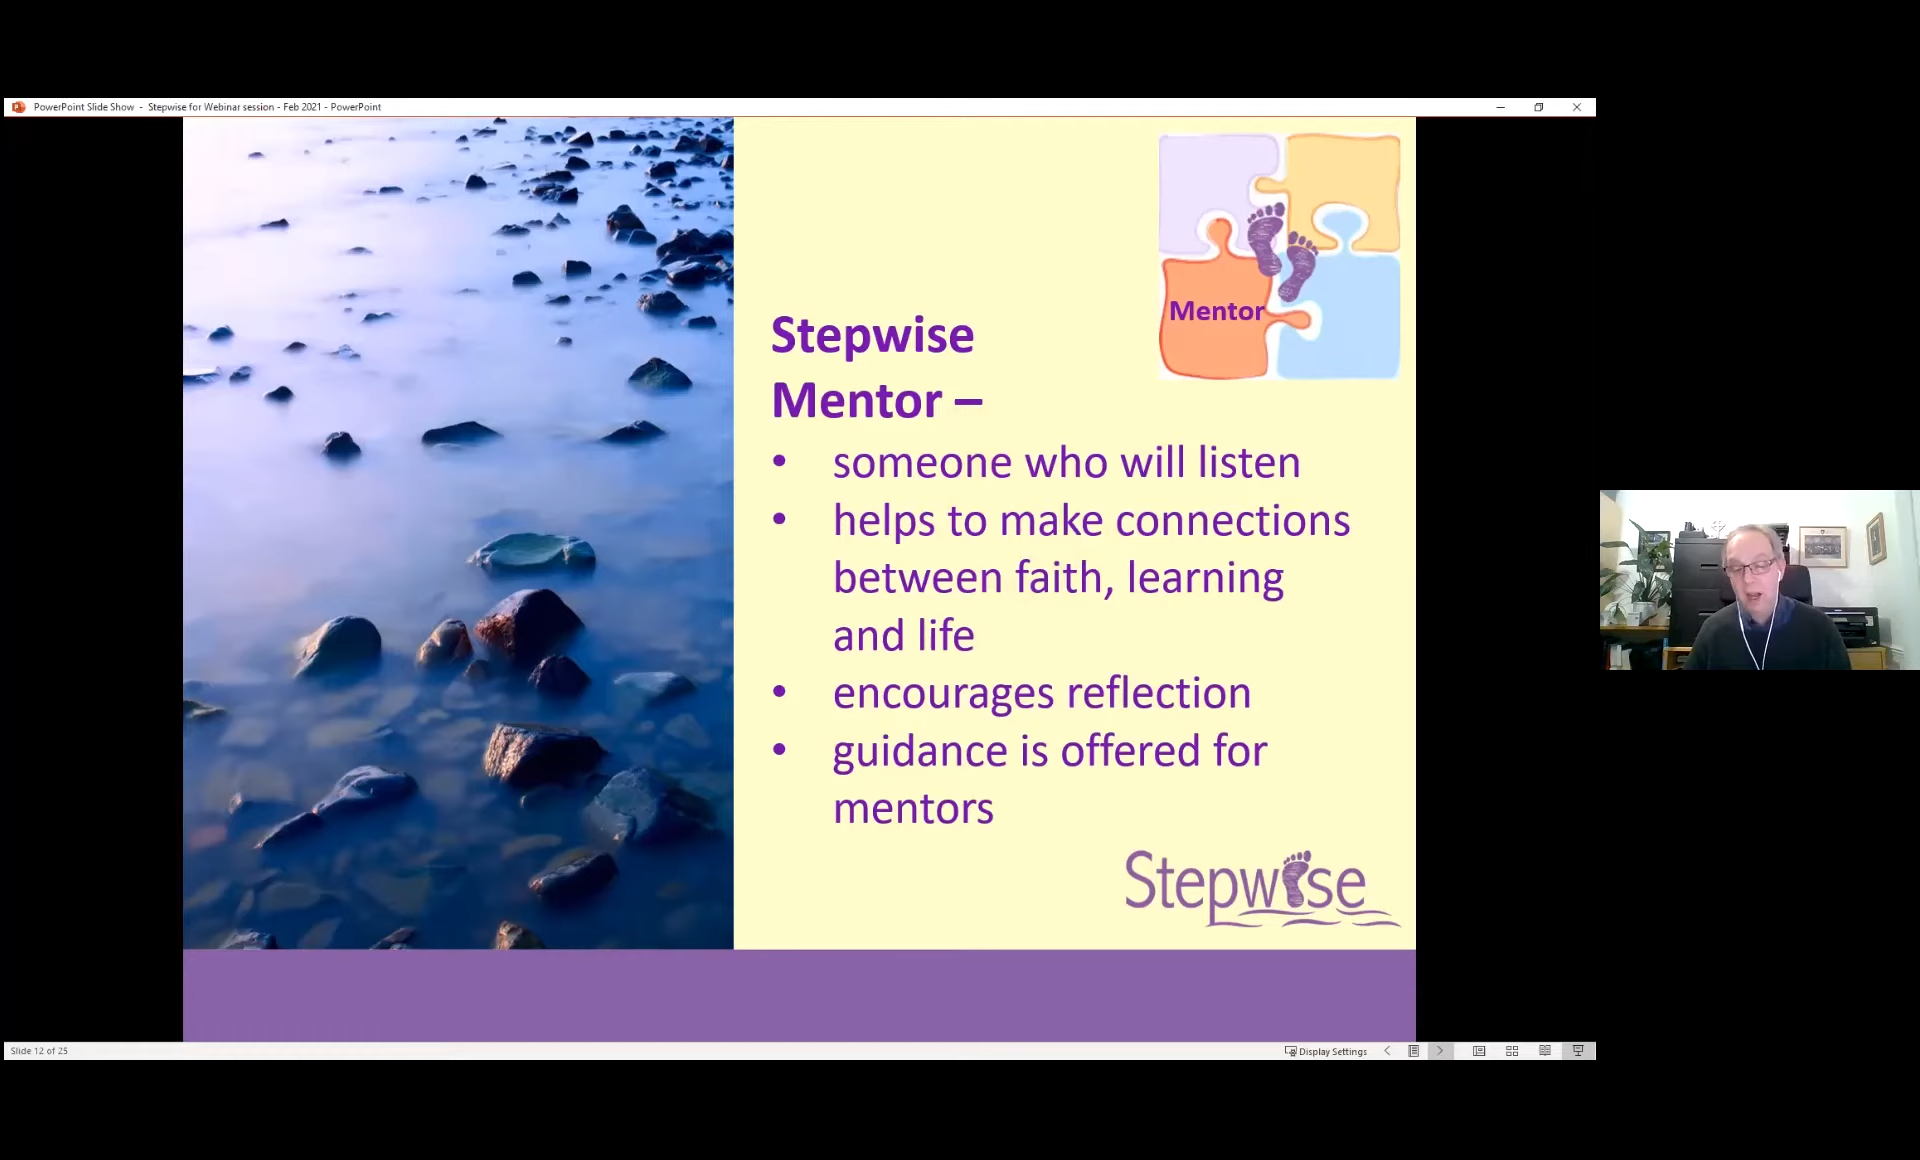 PowerPoint Slide Show - Stepwise for Webinar session - Feb 2021 - PowerPoint
Mentor
Stepwise
Mentor –
• someone who will listen
• helps to make connections
between faith, learning
and life
• encourages reflection
• guidance is offered for
mentors
Stepwise
Slide 12 of 25
Display Settings